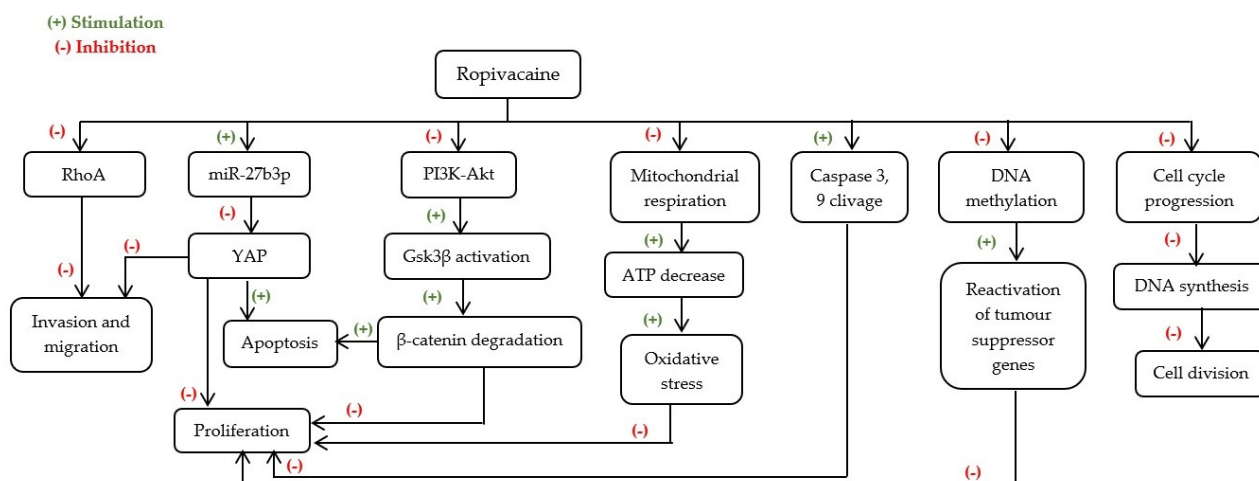 (+) Stimulation
(-) Inhibition
Ropivacaine
(-)
(+)
(-)
(-)
(+)
(-)
(-)
RhoA
miR-27b3p
PI3K-Akt
Mitochondrial
respiration
Caspase 3,
9 clivage
DNA
methylation
Cell cycle
progression
(-)
(+)
(+)
(+)
(-)
(-)
YAP
Gsk3β activation
ATP decrease
Reactivation
of tumour
suppressor
genes
DNA synthesis
(-)
(+)
(+)
(+)
(-)
Invasion and
migration
Apoptosis
(+)
β-catenin degradation
Oxidative
stress
Cell division
(-)
(-)
(-)
Proliferation
(-)
(-)